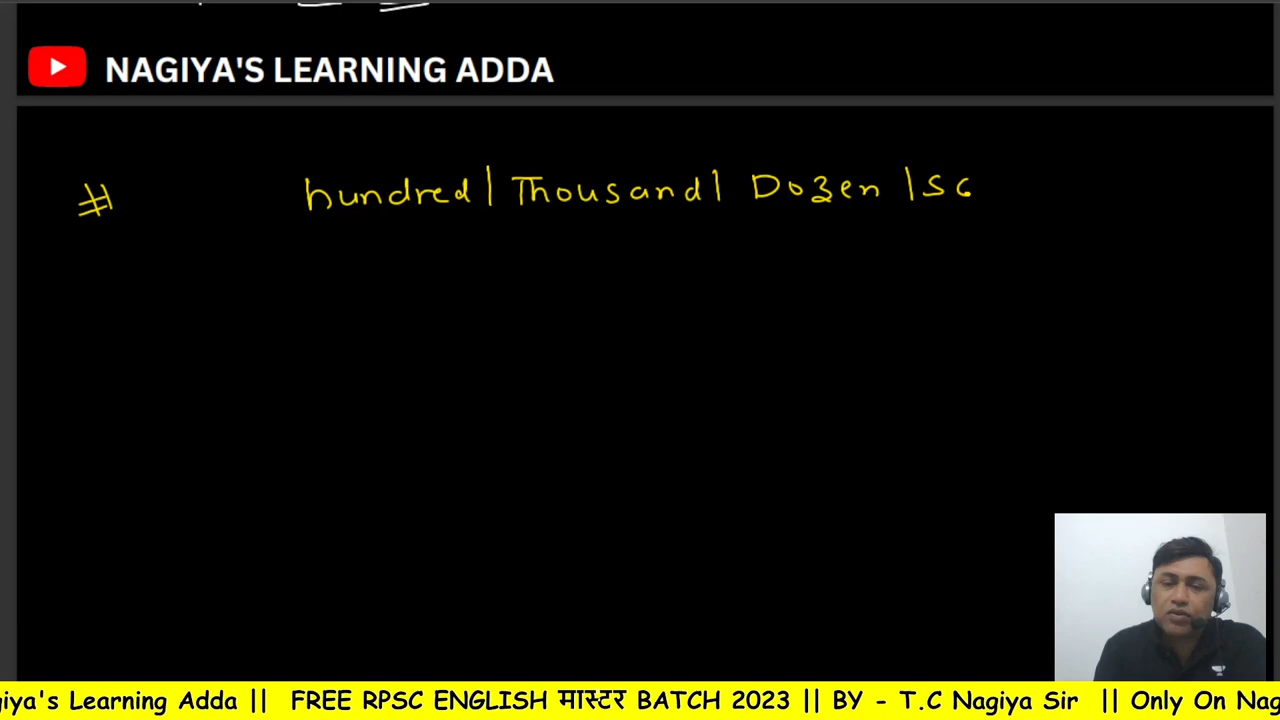 NAGIYA'S LEARNING ADDA
# hundred | Thousand | Dozen | Sc
giya's Learning Adda || FREE RPSC ENGLISH मास्टर BATCH 2023 || BY - T.C Nagiya Sir || Only On Nag